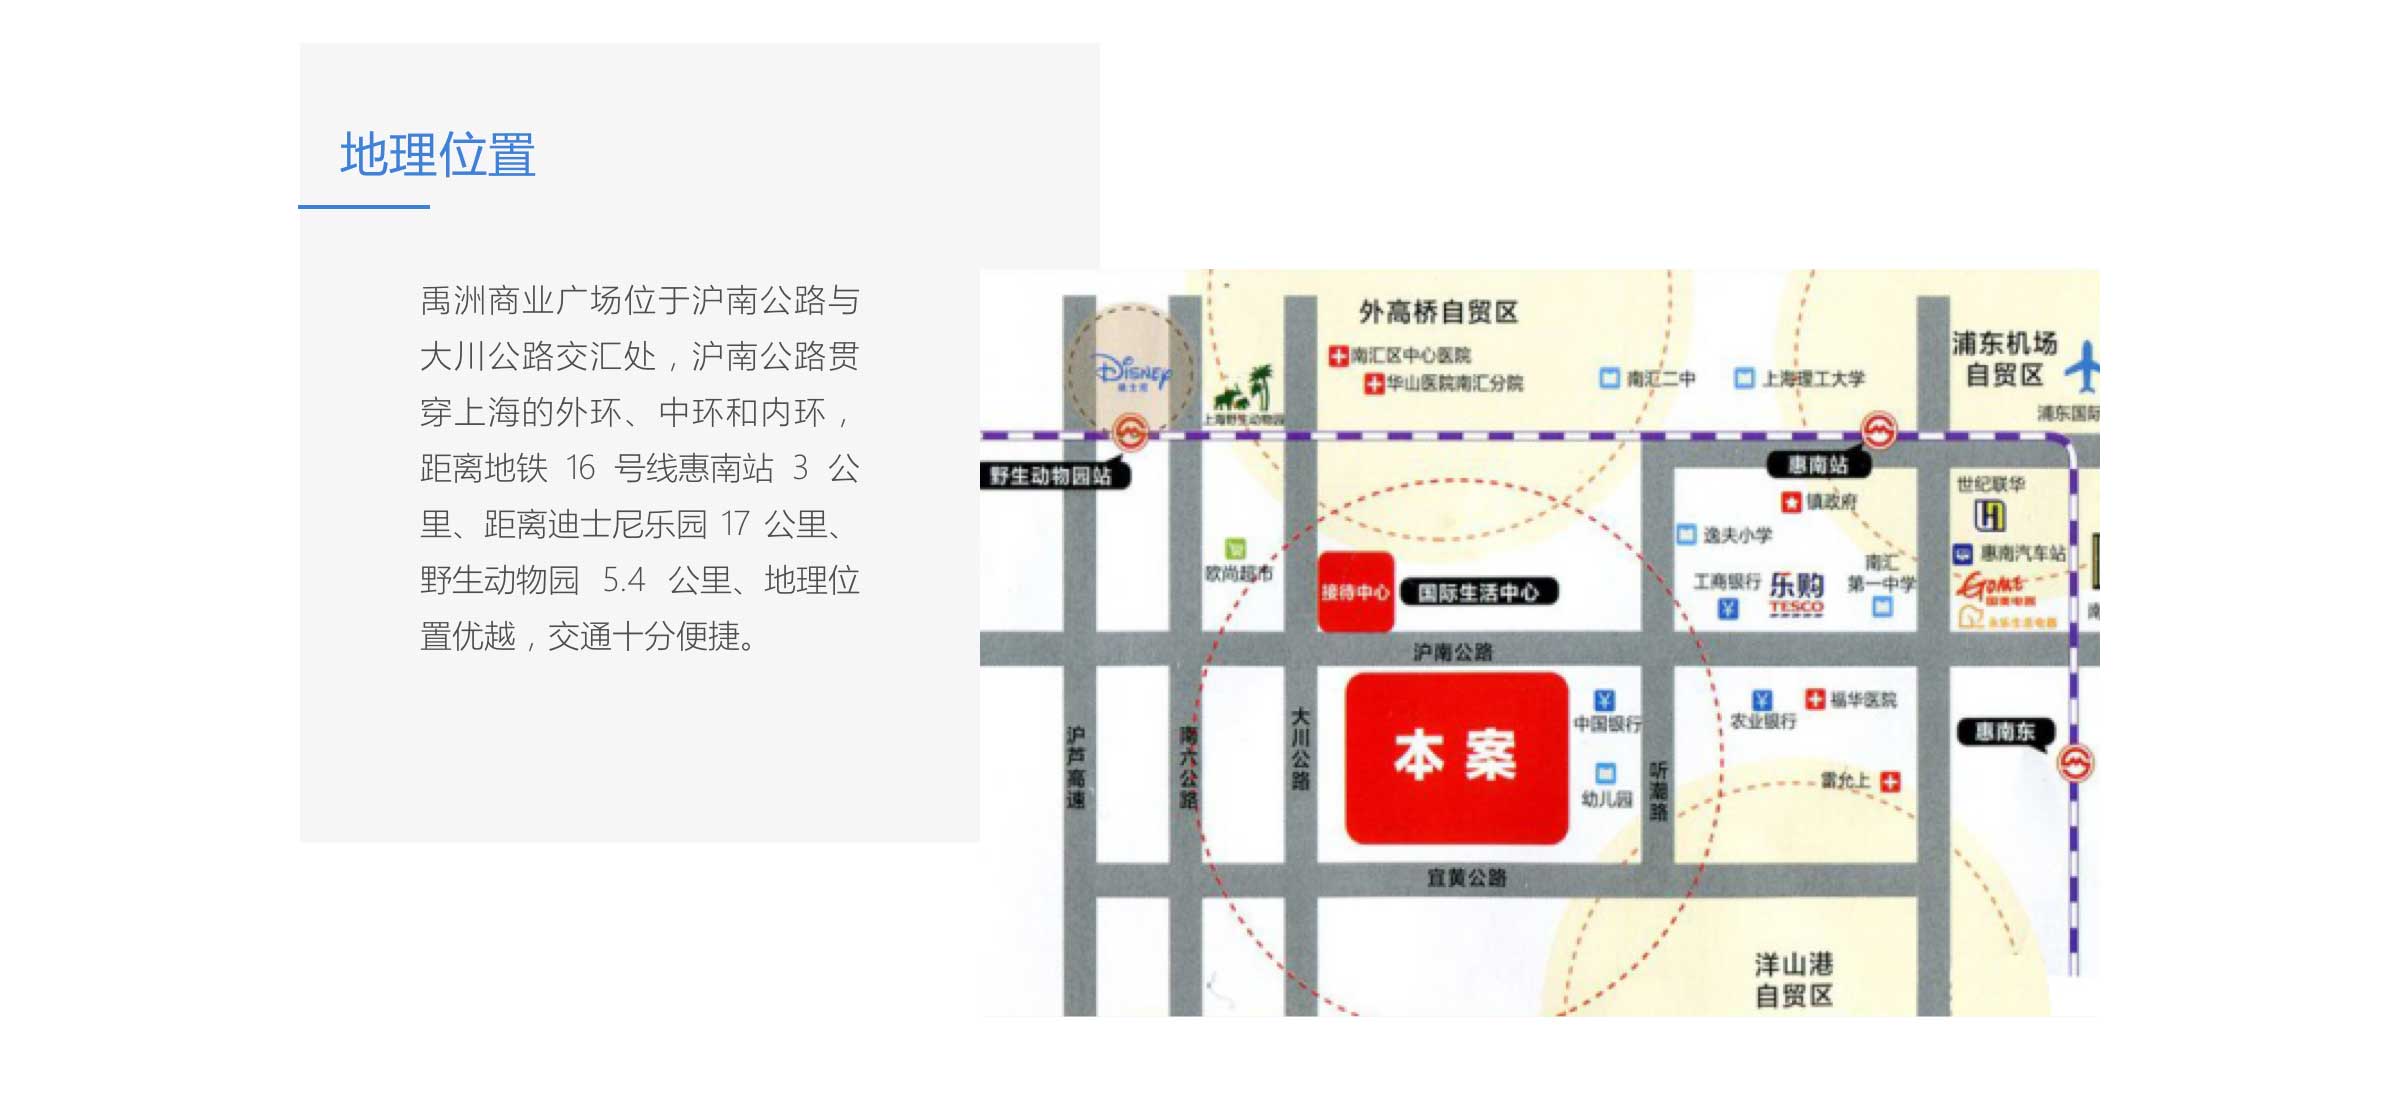 地理位置
禹洲商业广场位于沪南公路与
大川公路交汇处，沪南公路贯
穿上海的外环、中环和内环，
距离地铁 16 号线惠南站 3 公
里、距离迪士尼乐园 17 公里、
野生动物园 5.4 公里、地理位
置优越，交通十分便捷。
外高桥自贸区
南汇区中心医院
华山医院南汇分院
南汇二中
上海理工大学
浦东机场
自贸区
浦东国际
DISNEY
迪士尼
上海野生动物园
野生动物园站
惠南站
镇政府
逸夫小学
工商银行
乐购
TESCO
南汇
第一中学
世纪联华
惠南汽车站
GOME
国美电器
永乐生活电器
南
欧尚超市
接待中心
国际生活中心
沪南公路
本案
中国银行
幼儿园
农业银行
福华医院
雷允上
惠南东
沪芦高速
南六公路
大川公路
听潮路
宣黄公路
洋山港
自贸区